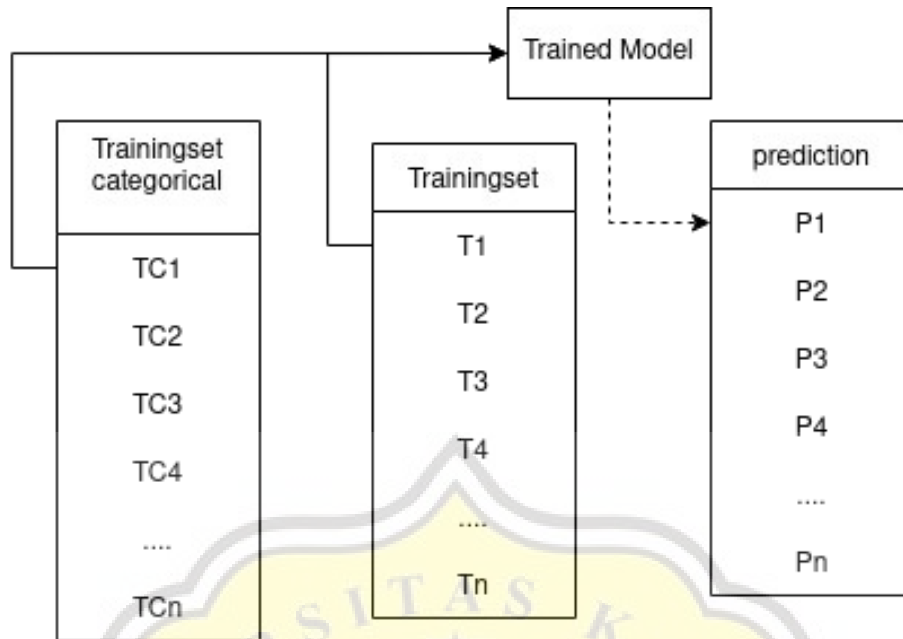 Trained Model
Trainingset
categorical
TC1
TC2
TC3
TC4
....
TCn
Trainingset
T1
T2
T3
T4
....
Tn
prediction
P1
P2
P3
P4
....
Pn